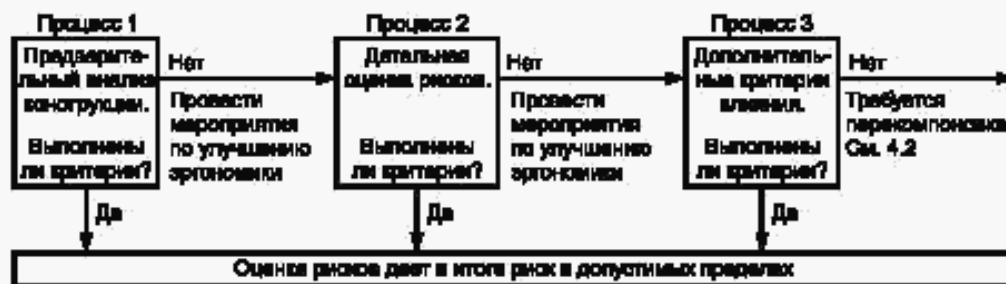 Процесс 1
Предварите-
льный анализ
конструкции.
Выполнены
ли критерии?
Нет
Провести
мероприятия
по улучшению
эргономики
Да
Процесс 2
Детальная
оценка рисков.
Выполнены
ли критерии?
Нет
Провести
мероприятия
по улучшению
эргономики
Да
Процесс 3
Дополнитель-
ные критерии
влияния.
Выполнены
ли критерии?
Нет
Требуется
перекомпоновка
См. 4.2
Да
Оценка рисков дает в итоге риск в допустимых пределах